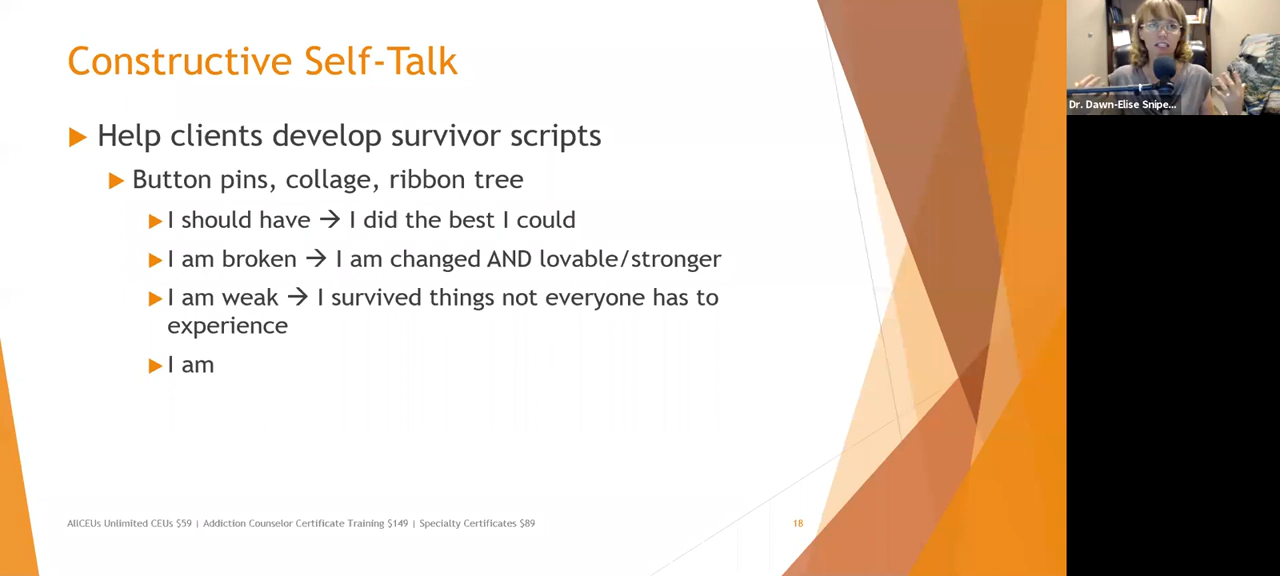 Constructive Self-Talk
Help clients develop survivor scripts
Button pins, collage, ribbon tree
I should have → I did the best I could
I am broken → I am changed AND lovable/stronger
I am weak → I survived things not everyone has to
experience
I am
AllCEUs Unlimited CEUs $59 | Addiction Counselor Certificate Training $149 | Specialty Certificates $89
18
Dr. Dawn-Elise Snipe...